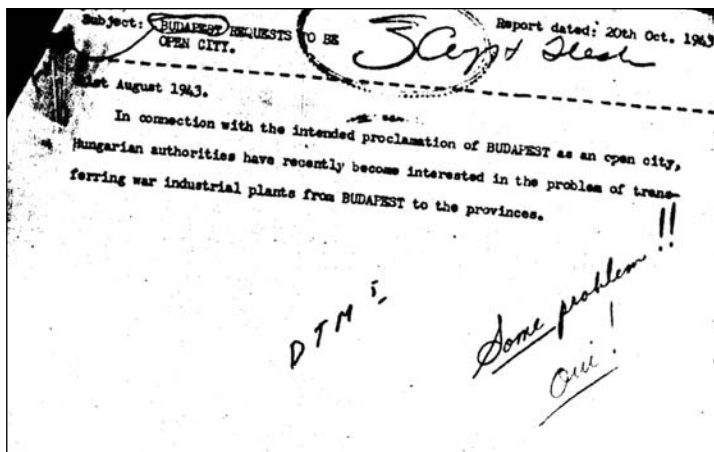 Subject: BUDAPEST REQUESTS TO BE
OPEN CITY.
Report dated: 20th Oct. 1943
3
August 1943.
In connection with the intended proclamation of BUDAPEST as an open city,
Hungarian authorities have recently become interested in the problem of trans-
ferring war industrial plants from BUDAPEST to the provinces.
DTM
Some problem!!
Oui!